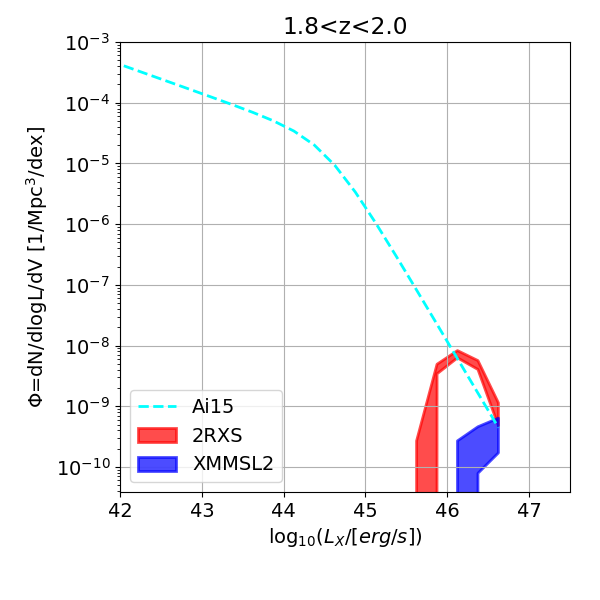 1.8<z<2.0
Φ=dN/dlogL/dV [1/Mpc³/dex]
10⁻³
10⁻⁴
10⁻⁵
10⁻⁶
10⁻⁷
10⁻⁸
10⁻⁹
10⁻¹⁰
Ai15
2RXS
XMMSL2
42 43 44 45 46 47
log₁₀(L_X/[erg/s])